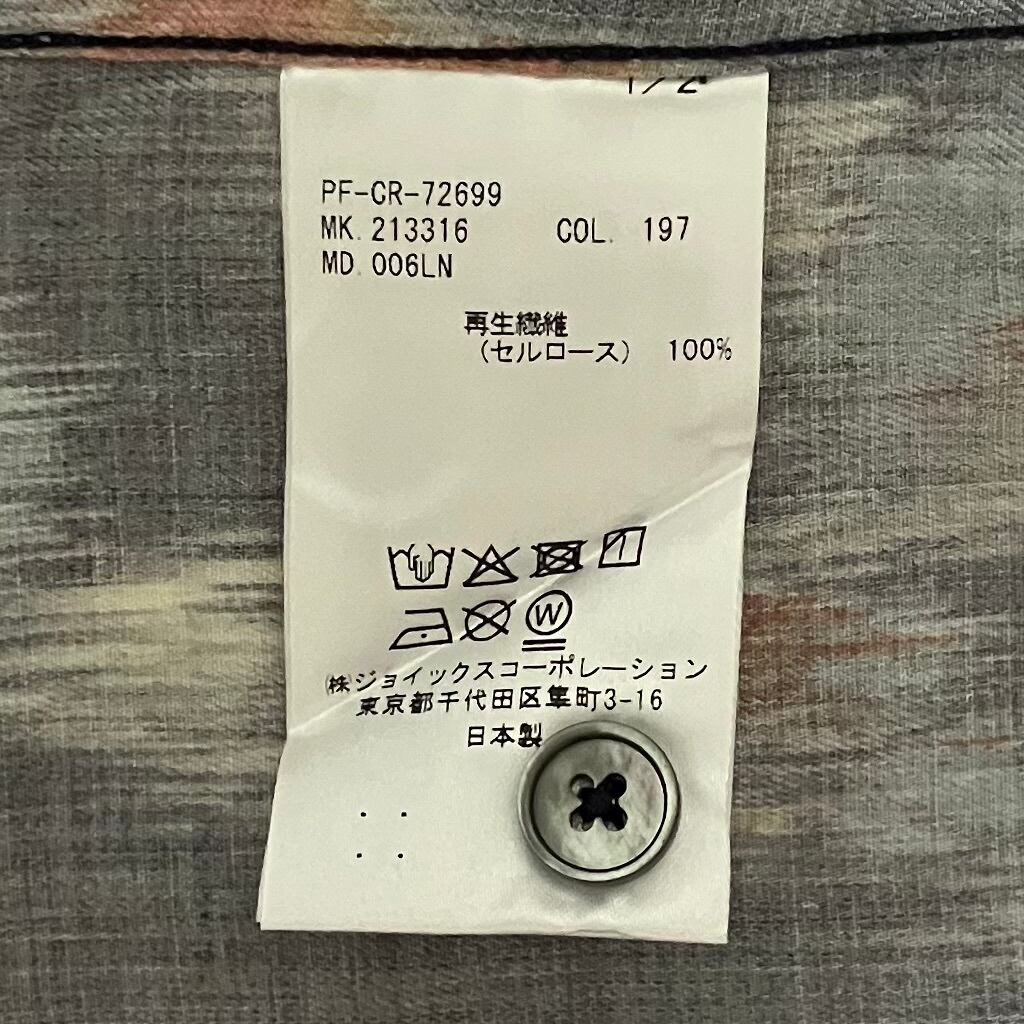 1/2
PF-CR-72699
MK. 213316 COL. 197
MD. 006LN
再生繊維
(セルロース) 100%
W
㈱ジョイックスコーポレーション
東京都千代田区隼町3-16
日本製